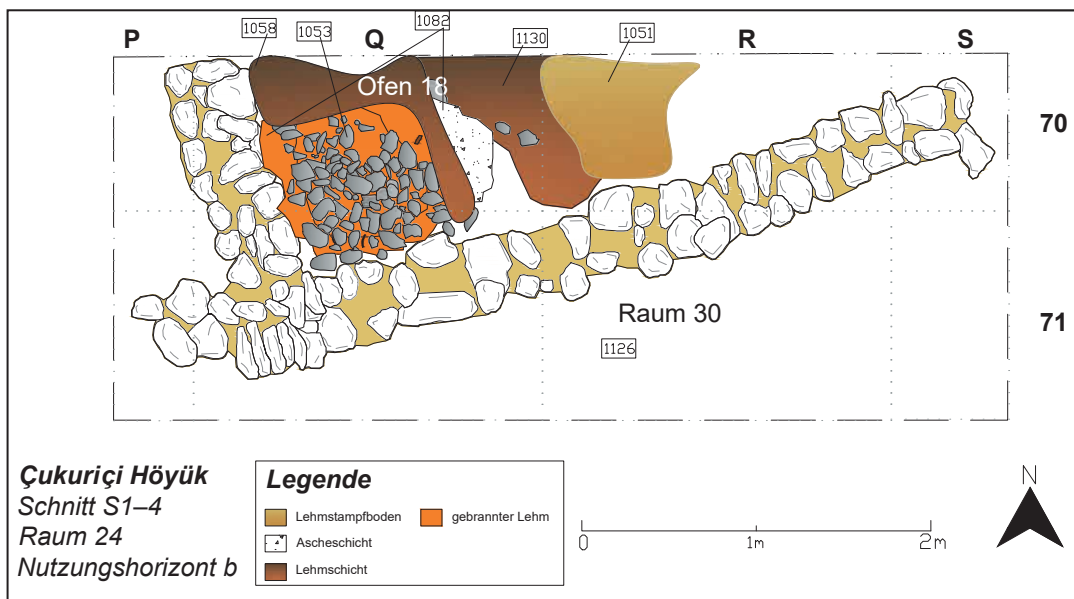 1058
1053
1082
1130
1051
P
Q
R
S
Ofen 18
70
Raum 30
71
1126
Çukuriçi Höyük
Schnitt S1–4
Raum 24
Nutzungshorizont b
Legende
Lehmstampfboden
gebrannter Lehm
Ascheschicht
Lehmschicht
0
1m
2m
N